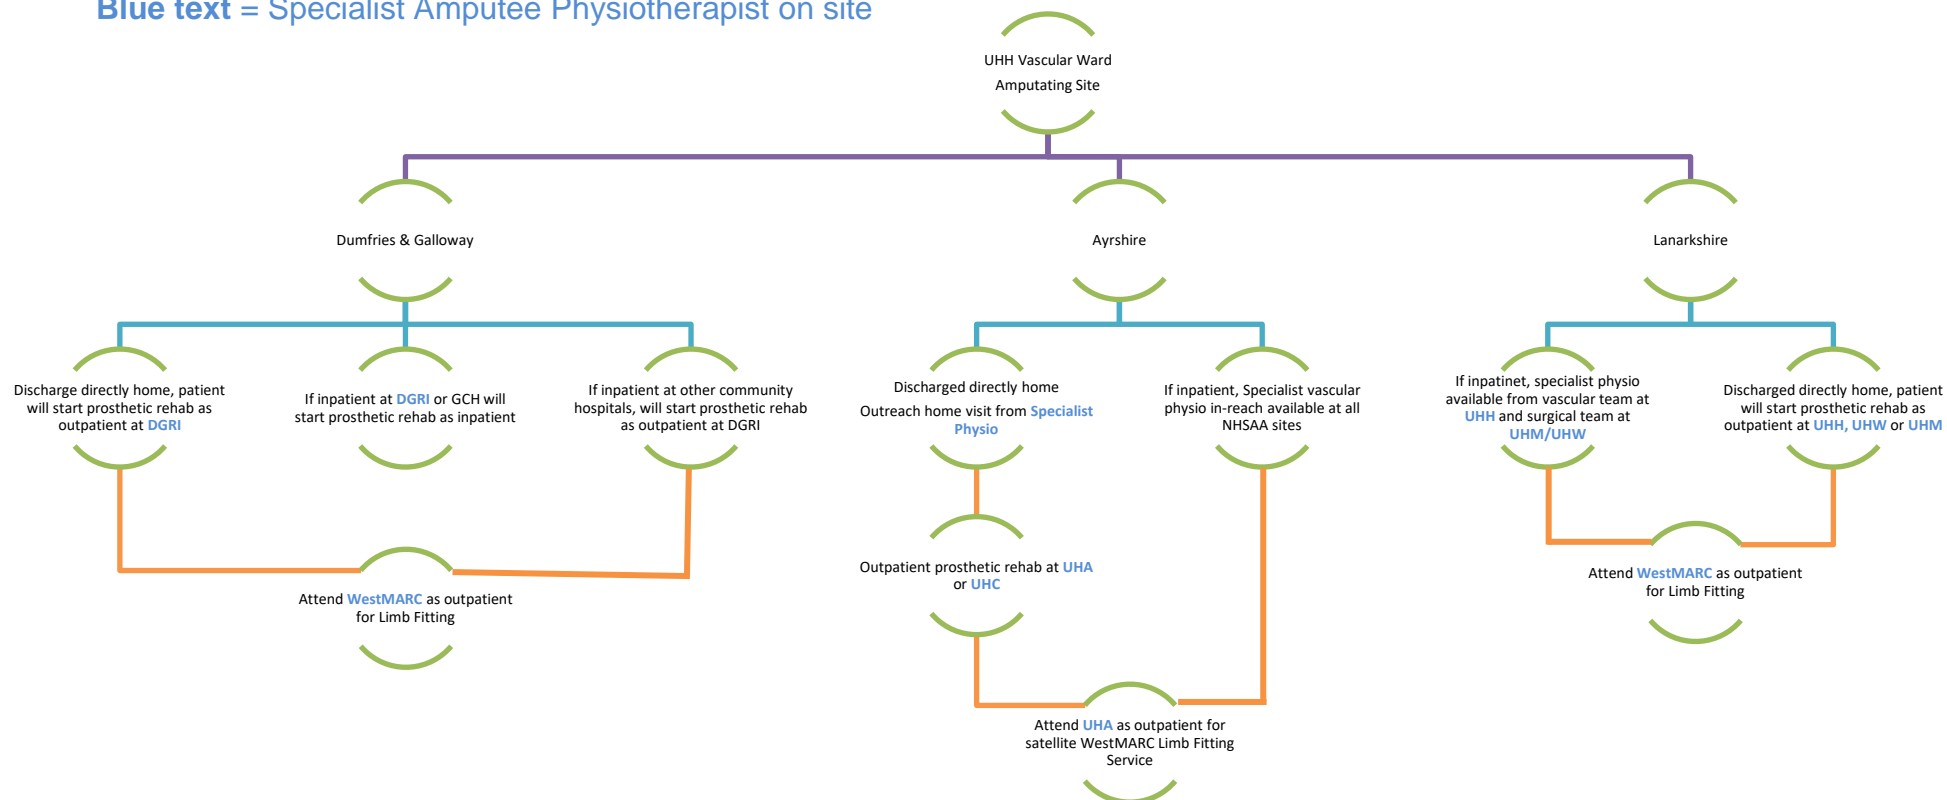 Blue text = Specialist Amputee Physiotherapist on site
UHH Vascular Ward
Amputating Site
Dumfries & Galloway
Ayrshire
Lanarkshire
Discharge directly home, patient
will start prosthetic rehab as
outpatient at DGRI
If inpatient at DGRI or GCH will
start prosthetic rehab as inpatient
If inpatient at other community
hospitals, will start prosthetic rehab
as outpatient at DGRI
Discharged directly home
Outreach home visit from Specialist
Physio
If inpatient, Specialist vascular
physio in-reach available at all
NHSAA sites
If inpatinet, specialist physio
available from vascular team at
UHH and surgical team at
UHM/UHW
Discharged directly home, patient
will start prosthetic rehab as
outpatient at UHH, UHW or UHM
Outpatient prosthetic rehab at UHA
or UHC
Attend WestMARC as outpatient
for Limb Fitting
Attend WestMARC as outpatient
for Limb Fitting
Attend UHA as outpatient for
satellite WestMARC Limb Fitting
Service